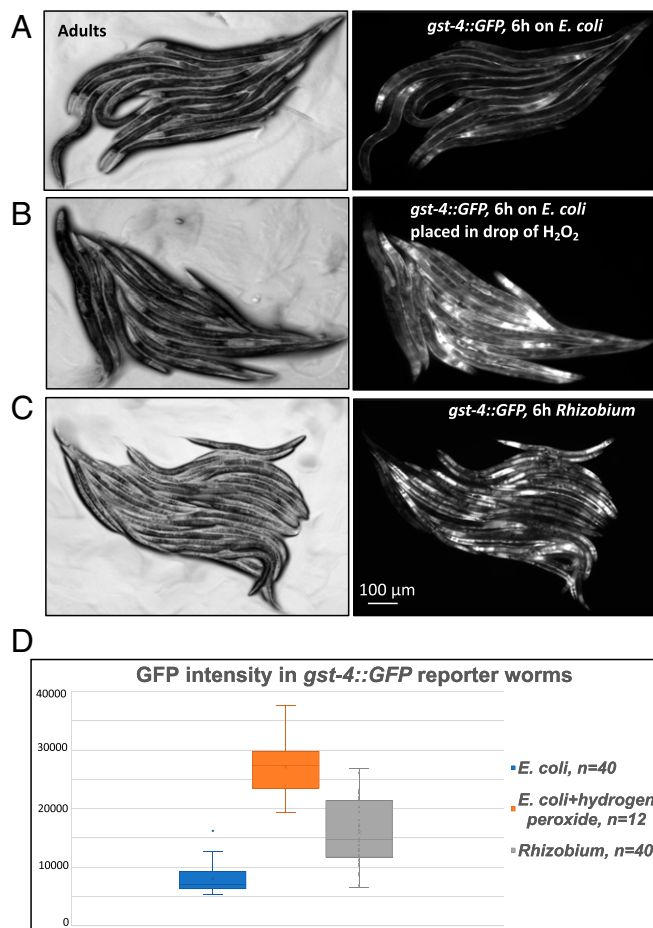 A
Adults
gst-4::GFP, 6h on E. coli
B
gst-4::GFP, 6h on E. coli
placed in drop of H₂O₂
C
gst-4::GFP, 6h Rhizobium
100 µm
D
GFP intensity in gst-4::GFP reporter worms
40000
30000
20000
10000
0
E. coli, n=40
E. coli+hydrogen
peroxide, n=12
Rhizobium, n=40